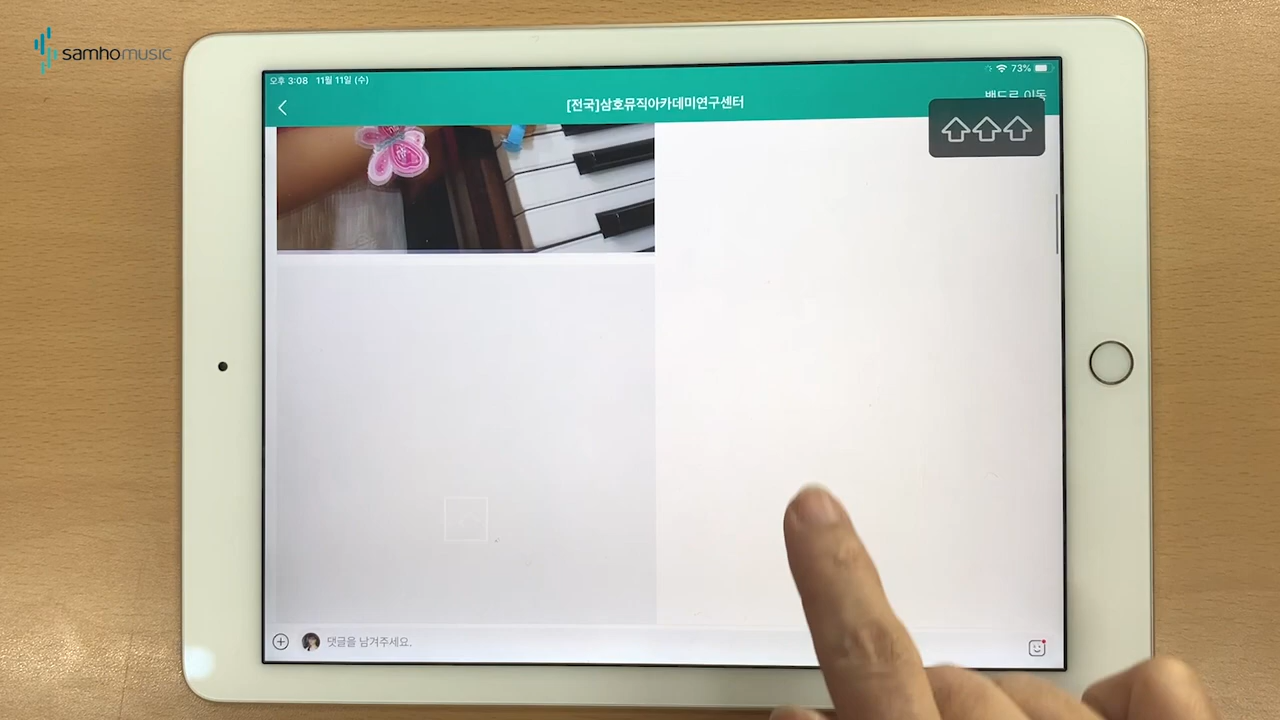 samhomusic
오후 3:08 11월 11일 (수)
73%
[전국]삼호뮤직아카데미연구센터
밴드로 이동
댓글을 남겨주세요.